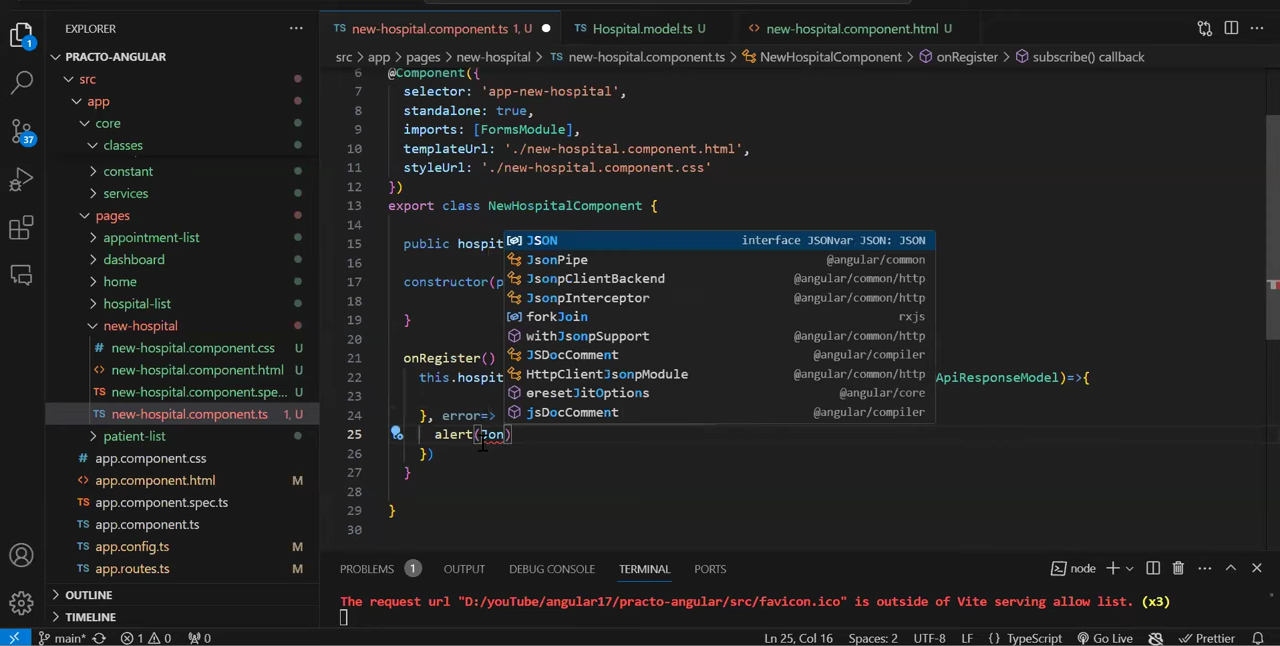 EXPLORER
PRACTO-ANGULAR
src
app
core
classes
constant
services
pages
appointment-list
dashboard
home
hospital-list
new-hospital
new-hospital.component.css U
new-hospital.component.html U
new-hospital.component.spe... U
new-hospital.component.ts 1, U
patient-list
app.component.css
app.component.html M
app.component.spec.ts
app.component.ts
app.config.ts M
app.routes.ts M
OUTLINE
TIMELINE
1
37
TS new-hospital.component.ts 1, U
TS Hospital.model.ts U
<> new-hospital.component.html U
src > app > pages > new-hospital > TS new-hospital.component.ts > NewHospitalComponent > onRegister > subscribe() callback
6 @Component({
7 selector: 'app-new-hospital',
8 standalone: true,
9 imports: [FormsModule],
10 templateUrl: './new-hospital.component.html',
11 styleUrl: './new-hospital.component.css'
12 })
13 export class NewHospitalComponent {
14
15 public hospit
16
17 constructor(p
18
19 }
20
21 onRegister()
22 this.hospit ApiResponseModel)=>{
23
24 }, error=>
25 alert(Jon)
26 })
27 }
28
29 }
30
JSON interface JSONvar JSON: JSON
JsonPipe @angular/common
JsonpClientBackend @angular/common/http
JsonpInterceptor @angular/common/http
forkJoin rxjs
withJsonpSupport @angular/common/http
JSDocComment @angular/compiler
HttpClientJsonpModule @angular/common/http
ɵresetJitOptions @angular/core
jsDocComment @angular/compiler
PROBLEMS 1 OUTPUT DEBUG CONSOLE TERMINAL PORTS
node
The request url "D:/youTube/angular17/practo-angular/src/favicon.ico" is outside of Vite serving allow list. (x3)
main* 1 0 0 Ln 25, Col 16 Spaces: 2 UTF-8 LF {} TypeScript Go Live Prettier